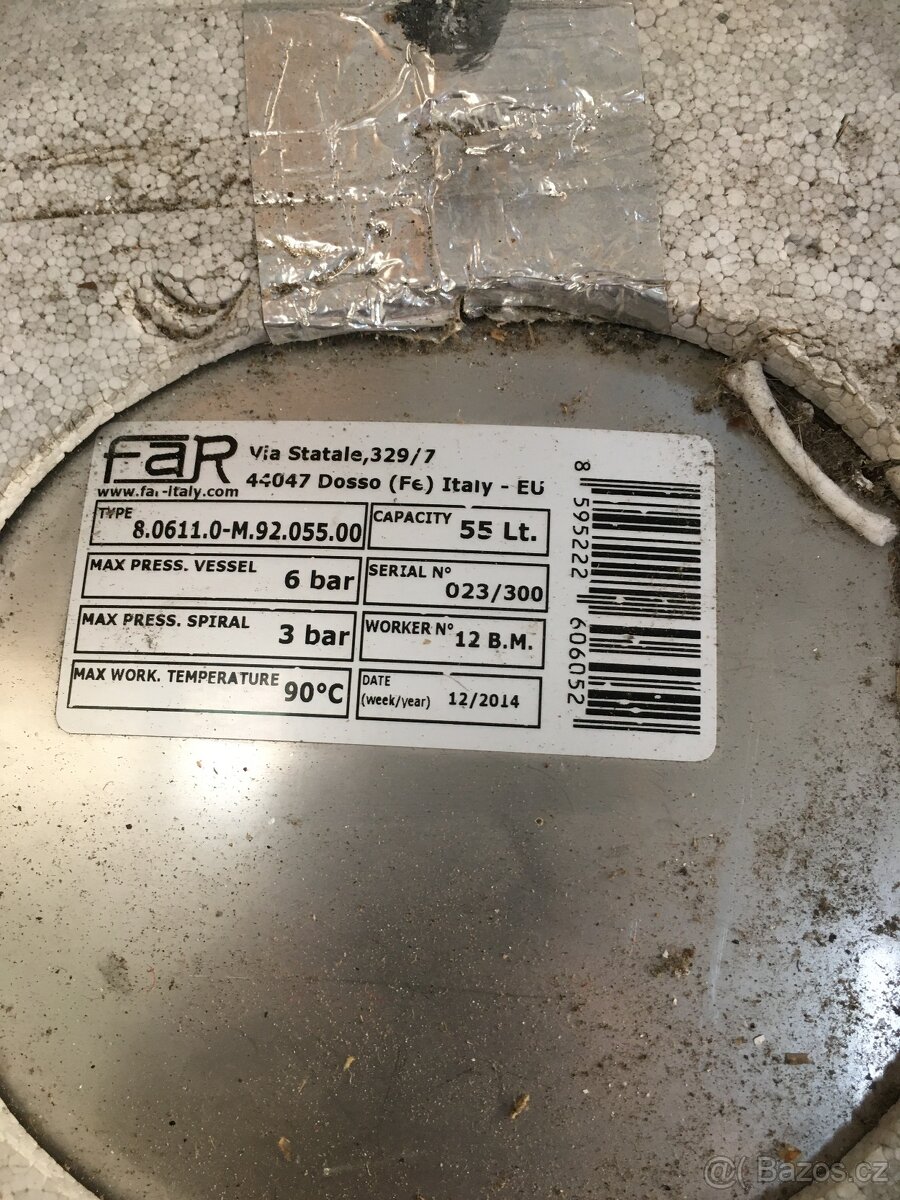 FAR Via Statale,329/7
www.far-italy.com 44047 Dosso (Fe) Italy - EU
TYPE 8.0611.0-M.92.055.00 CAPACITY 55 Lt.
MAX PRESS. VESSEL 6 bar SERIAL N° 023/300
MAX PRESS. SPIRAL 3 bar WORKER N° 12 B.M.
MAX WORK. TEMPERATURE 90°C DATE (week/year) 12/2014
8 595222 606052
@( Bazos.cz